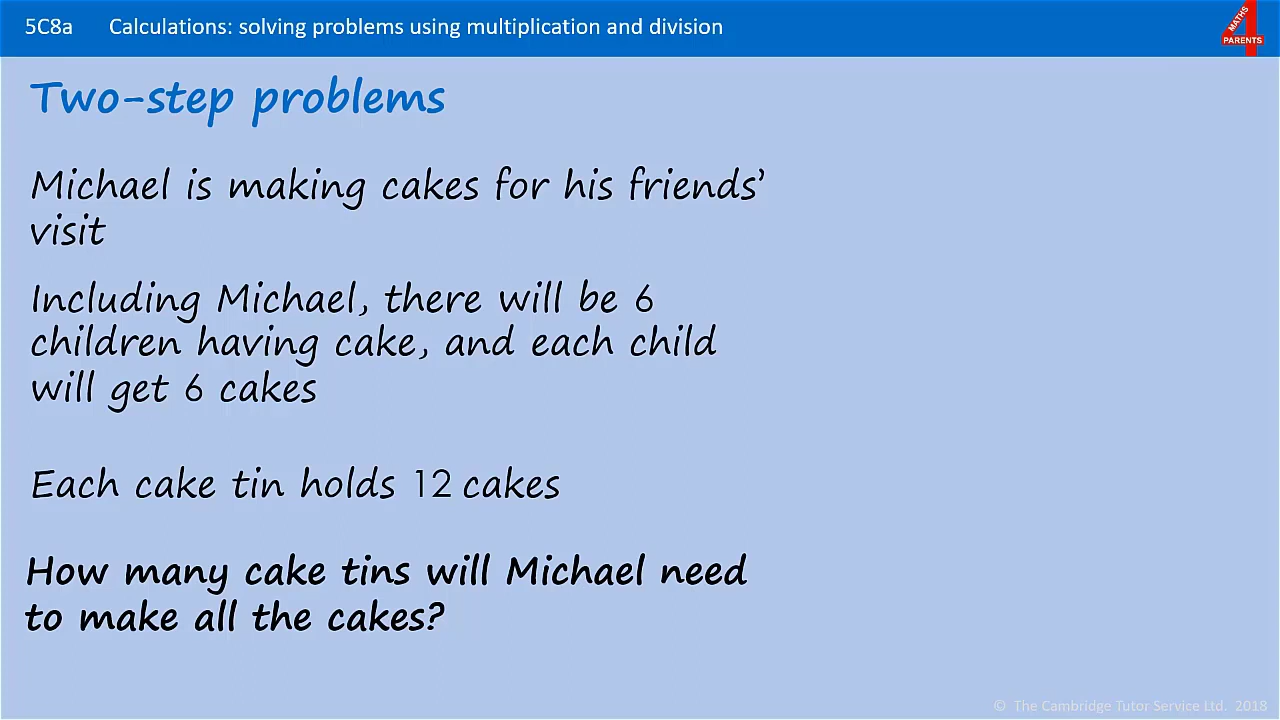 5C8a Calculations: solving problems using multiplication and division
MATHS
4
PARENTS
Two-step problems
Michael is making cakes for his friends’
visit
Including Michael, there will be 6
children having cake, and each child
will get 6 cakes
Each cake tin holds 12 cakes
How many cake tins will Michael need
to make all the cakes?
© The Cambridge Tutor Service Ltd. 2018